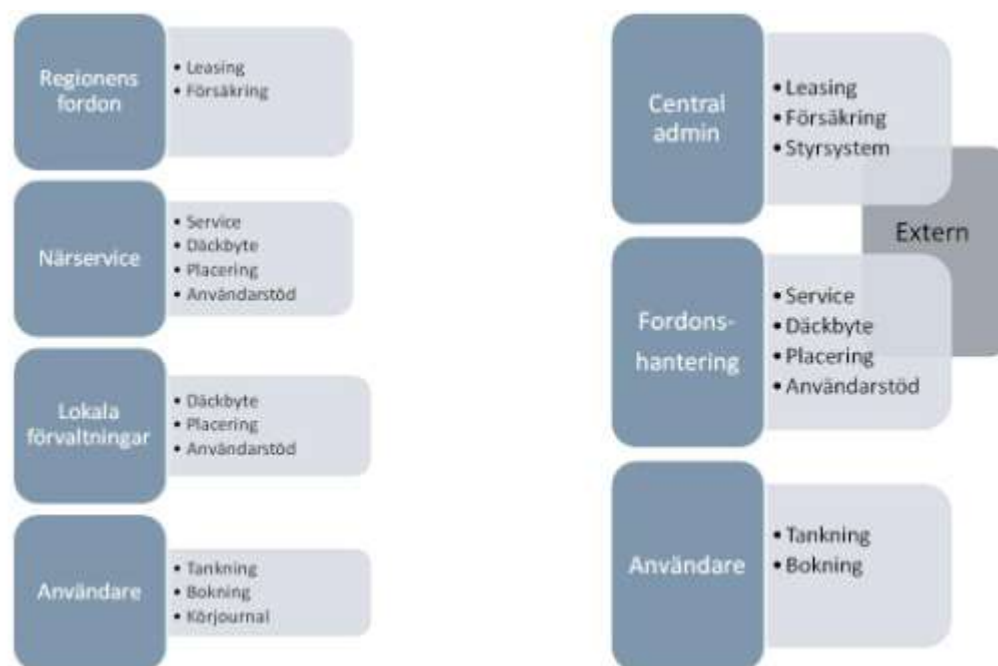 Regionens
fordon
• Leasing
• Försäkring
Närservice
• Service
• Däckbyte
• Placering
• Användarstöd
Lokala
förvaltningar
• Däckbyte
• Placering
• Användarstöd
Användare
• Tankning
• Bokning
• Körjournal
Central
admin
• Leasing
• Försäkring
• Styrsystem
Extern
Fordons-
hantering
• Service
• Däckbyte
• Placering
• Användarstöd
Användare
• Tankning
• Bokning